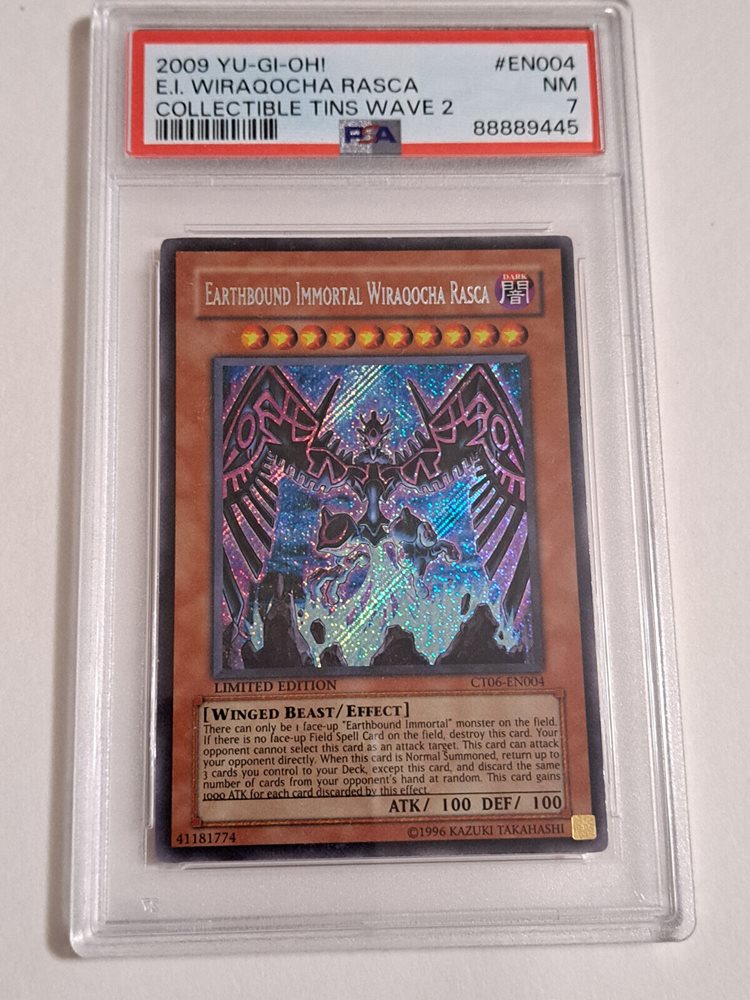 2009 YU-GI-OH! #EN004
E.I. WIRAQOCHA RASCA NM
COLLECTIBLE TINS WAVE 2 7
PSA 88889445
EARTHBOUND IMMORTAL WIRAQOCHA RASCA
DARK
闇
LIMITED EDITION CT06-EN004
[WINGED BEAST/EFFECT]
There can only be 1 face-up "Earthbound Immortal" monster on the field.
If there is no face-up Field Spell Card on the field, destroy this card. Your
opponent cannot select this card as an attack target. This card can attack
your opponent directly. When this card is Normal Summoned, return up to
3 cards you control to your Deck, except this card, and discard the same
number of cards from your opponent's hand at random. This card gains
1000 ATK for each card discarded by this effect.
ATK/ 100 DEF/ 100
41181774 ©1996 KAZUKI TAKAHASHI